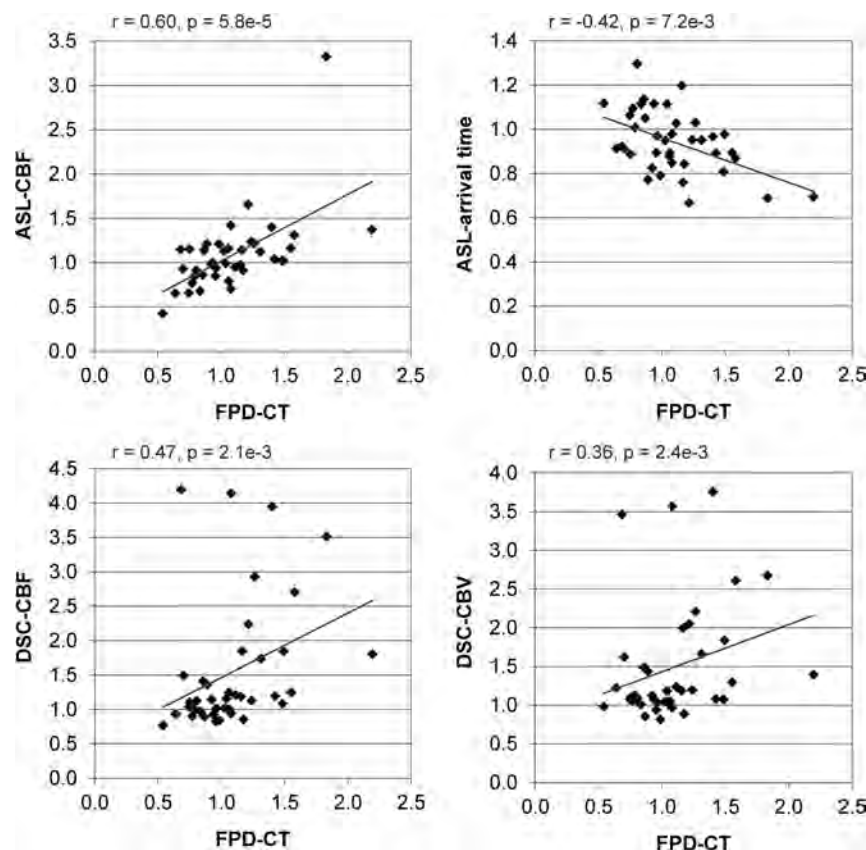 r = 0.60, p = 5.8e-5
3.5
3.0
2.5
2.0
1.5
1.0
0.5
0.0
ASL-CBF
0.0 0.5 1.0 1.5 2.0 2.5
FPD-CT
r = -0.42, p = 7.2e-3
1.4
1.2
1.0
0.8
0.6
0.4
0.2
0.0
ASL-arrival time
0.0 0.5 1.0 1.5 2.0 2.5
FPD-CT
r = 0.47, p = 2.1e-3
4.5
4.0
3.5
3.0
2.5
2.0
1.5
1.0
0.5
0.0
DSC-CBF
0.0 0.5 1.0 1.5 2.0 2.5
FPD-CT
r = 0.36, p = 2.4e-3
4.0
3.5
3.0
2.5
2.0
1.5
1.0
0.5
0.0
DSC-CBV
0.0 0.5 1.0 1.5 2.0 2.5
FPD-CT